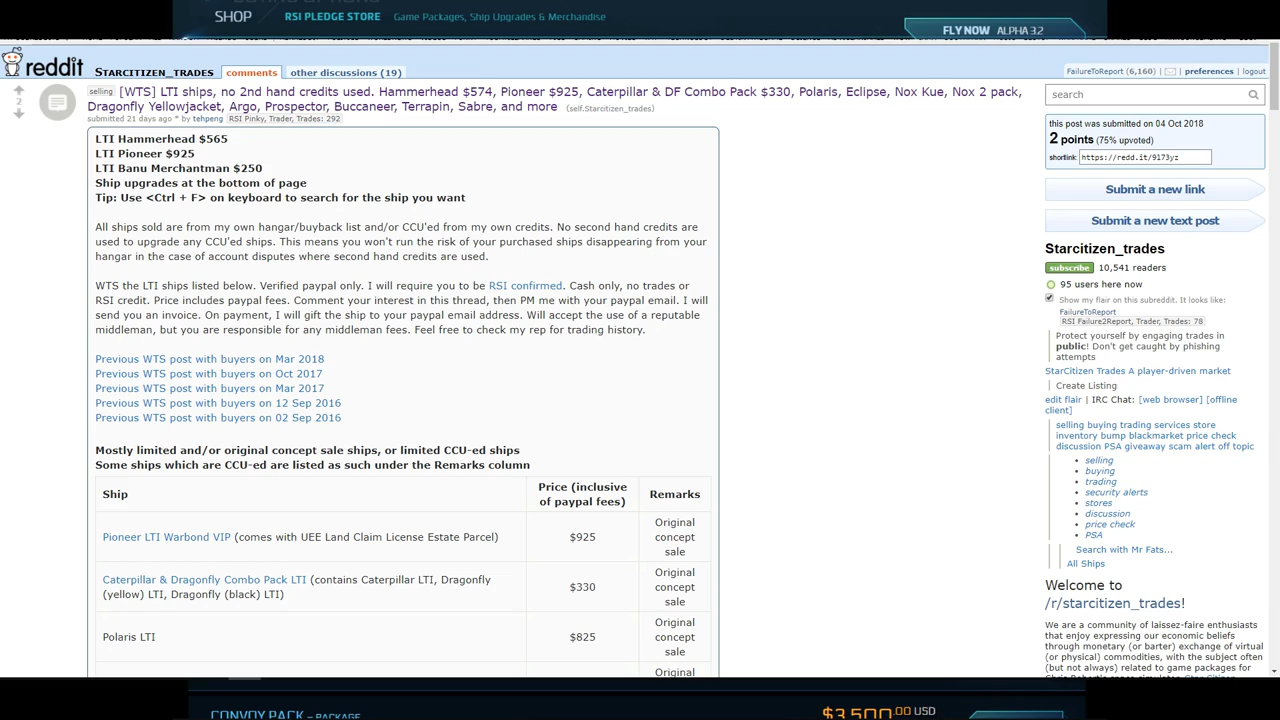 SHOP
RSI PLEDGE STORE
Game Packages, Ship Upgrades & Merchandise
FLY NOW ALPHA 3.2
reddit STARCITIZEN_TRADES comments other discussions (19)
FailureToReport (6,160) | preferences | logout
selling [WTS] LTI ships, no 2nd hand credits used. Hammerhead $574, Pioneer $925, Caterpillar & DF Combo Pack $330, Polaris, Eclipse, Nox Kue, Nox 2 pack,
Dragonfly Yellowjacket, Argo, Prospector, Buccaneer, Terrapin, Sabre, and more (self.Starcitizen_trades)
submitted 21 days ago * by tehpeng RSI Pinky, Trader, Trades: 292
2
LTI Hammerhead $565
LTI Pioneer $925
LTI Banu Merchantman $250
Ship upgrades at the bottom of page
Tip: Use <Ctrl + F> on keyboard to search for the ship you want
All ships sold are from my own hangar/buyback list and/or CCU'ed from my own credits. No second hand credits are
used to upgrade any CCU'ed ships. This means you won't run the risk of your purchased ships disappearing from your
hangar in the case of account disputes where second hand credits are used.
WTS the LTI ships listed below. Verified paypal only. I will require you to be RSI confirmed. Cash only, no trades or
RSI credit. Price includes paypal fees. Comment your interest in this thread, then PM me with your paypal email. I will
send you an invoice. On payment, I will gift the ship to your paypal email address. Will accept the use of a reputable
middleman, but you are responsible for any middleman fees. Feel free to check my rep for trading history.
Previous WTS post with buyers on Mar 2018
Previous WTS post with buyers on Oct 2017
Previous WTS post with buyers on Mar 2017
Previous WTS post with buyers on 12 Sep 2016
Previous WTS post with buyers on 02 Sep 2016
Mostly limited and/or original concept sale ships, or limited CCU-ed ships
Some ships which are CCU-ed are listed as such under the Remarks column
Ship
Price (inclusive
of paypal fees)
Remarks
Pioneer LTI Warbond VIP (comes with UEE Land Claim License Estate Parcel)
$925
Original
concept
sale
Caterpillar & Dragonfly Combo Pack LTI (contains Caterpillar LTI, Dragonfly
(yellow) LTI, Dragonfly (black) LTI)
$330
Original
concept
sale
Polaris LTI
$825
Original
concept
sale
Original
search
this post was submitted on 04 Oct 2018
2 points (75% upvoted)
shortlink: https://redd.it/9l73yz
Submit a new link
Submit a new text post
Starcitizen_trades
subscribe 10,541 readers
95 users here now
Show my flair on this subreddit. It looks like:
FailureToReport
RSI Failure2Report, Trader, Trades: 78
Protect yourself by engaging trades in
public! Don't get caught by phishing
attempts
StarCitizen Trades A player-driven market
Create Listing
edit flair | IRC Chat: [web browser] [offline
client]
selling buying trading services store
inventory bump blackmarket price check
discussion PSA giveaway scam alert off topic
selling
buying
trading
security alerts
stores
discussion
price check
PSA
Search with Mr Fats...
All Ships
Welcome to
/r/starcitizen_trades!
We are a community of laissez-faire enthusiasts
that enjoy expressing our economic beliefs
through monetary (or barter) exchange of virtual
(or physical) commodities, with the subject often
(but not always) related to game packages for
CONVOY PACK – PACKAGE
$3,500.00 USD